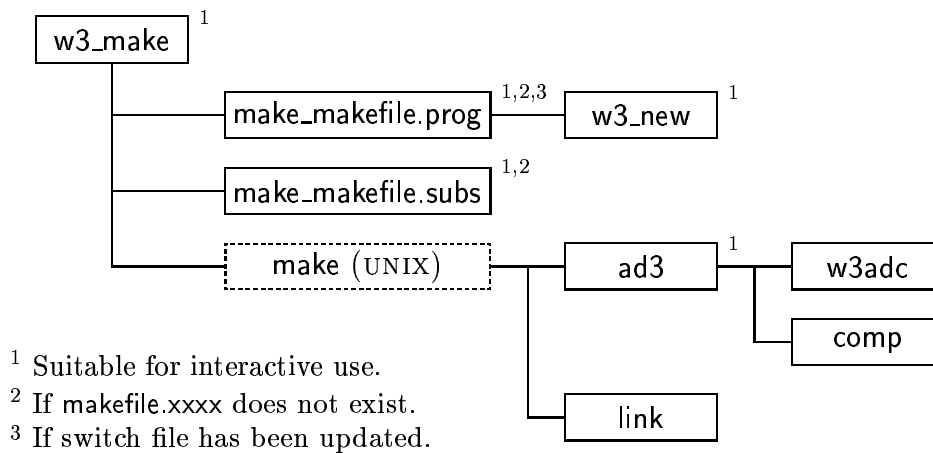 w3_make 1
make_makefile.prog 1,2,3 w3_new 1
make_makefile.subs 1,2
make (UNIX) ad3 1 w3adc
comp
link
1 Suitable for interactive use.
2 If makefile.xxxx does not exist.
3 If switch file has been updated.